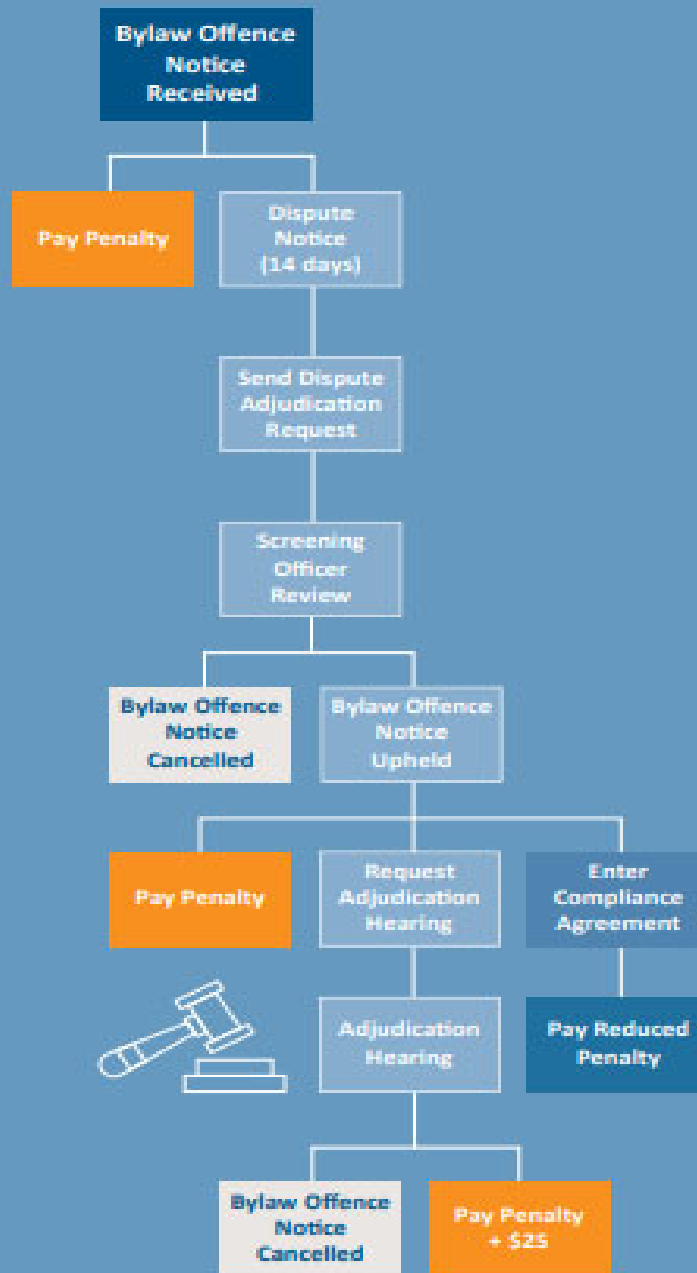 Bylaw Offence
Notice
Received
Pay Penalty
Dispute
Notice
(14 days)
Send Dispute
Adjudication
Request
Screening
Officer
Review
Bylaw Offence
Notice
Cancelled
Bylaw Offence
Notice
Upheld
Pay Penalty
Request
Adjudication
Hearing
Enter
Compliance
Agreement
Adjudication
Hearing
Pay Reduced
Penalty
Bylaw Offence
Notice
Cancelled
Pay Penalty
+ $25